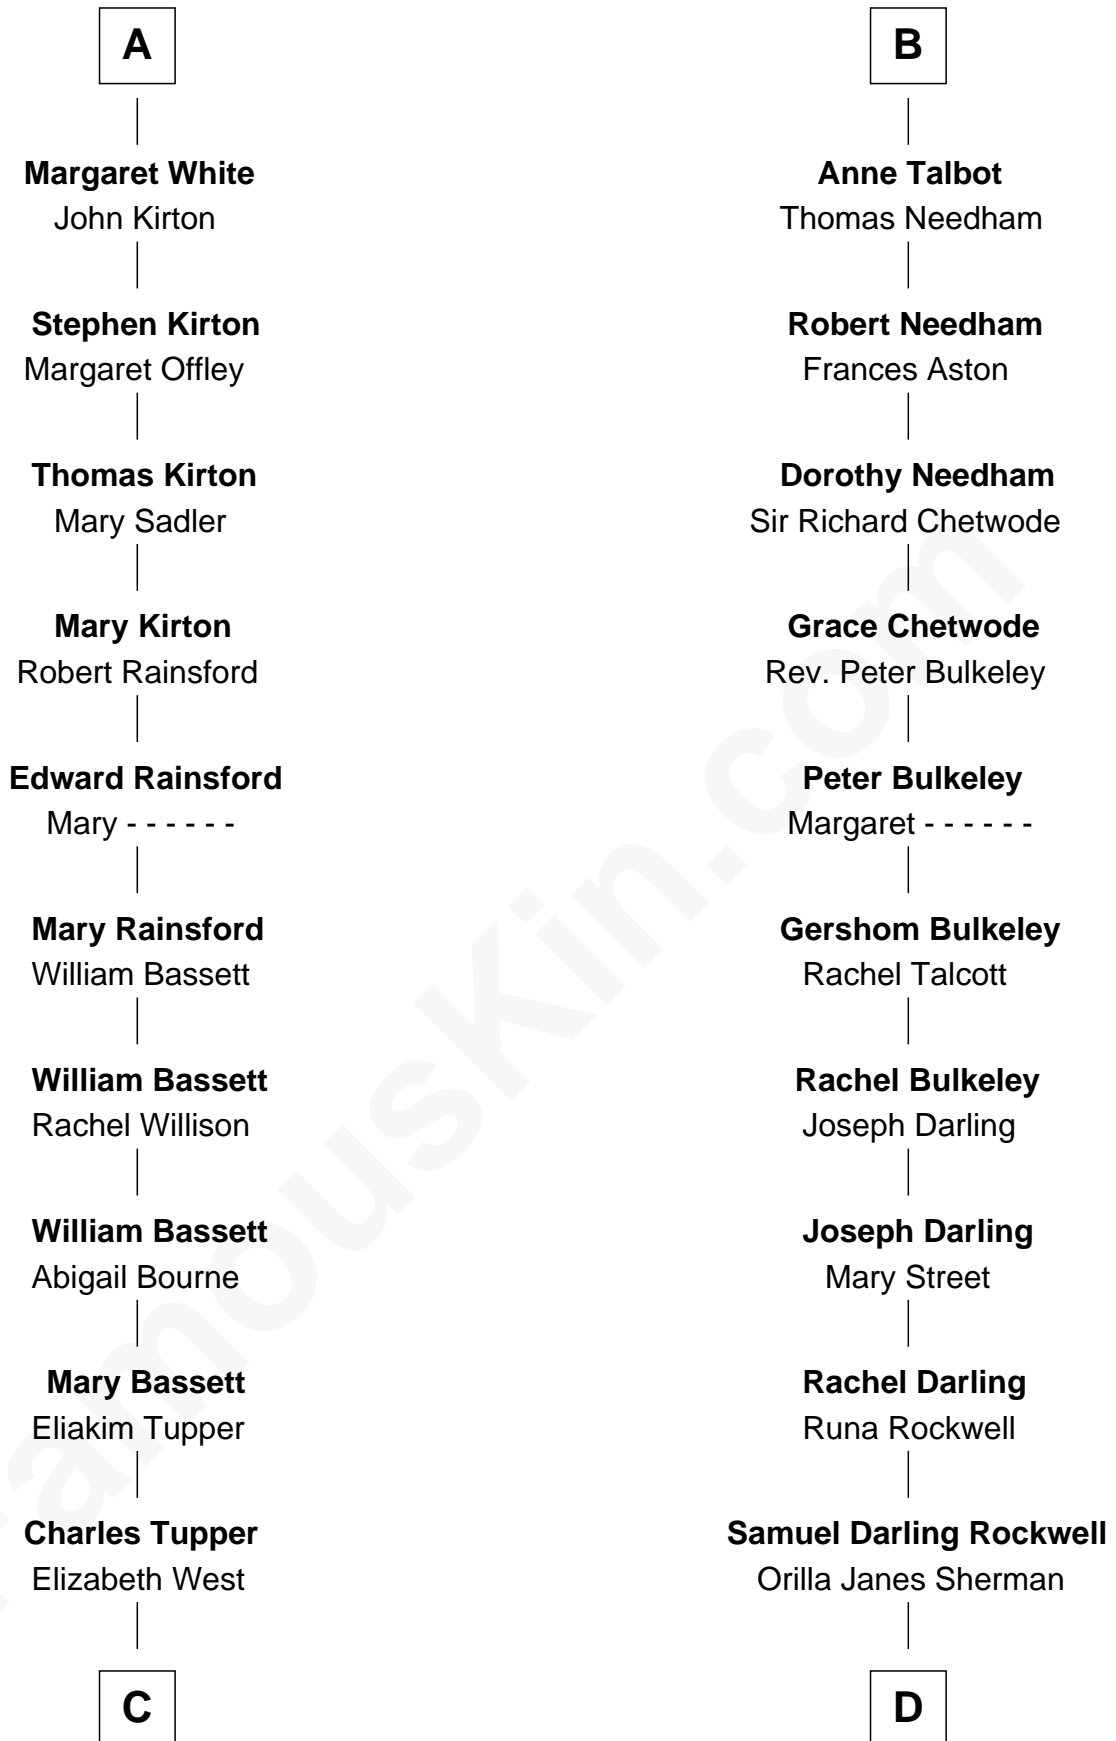 A
Margaret White
John Kirton
Stephen Kirton
Margaret Offley
Thomas Kirton
Mary Sadler
Mary Kirton
Robert Rainsford
Edward Rainsford
Mary - - - - - -
Mary Rainsford
William Bassett
William Bassett
Rachel Willison
William Bassett
Abigail Bourne
Mary Bassett
Eliakim Tupper
Charles Tupper
Elizabeth West
C
B
Anne Talbot
Thomas Needham
Robert Needham
Frances Aston
Dorothy Needham
Sir Richard Chetwode
Grace Chetwode
Rev. Peter Bulkeley
Peter Bulkeley
Margaret - - - - - -
Gershom Bulkeley
Rachel Talcott
Rachel Bulkeley
Joseph Darling
Joseph Darling
Mary Street
Rachel Darling
Runa Rockwell
Samuel Darling Rockwell
Orilla Janes Sherman
D
FamousKin.com